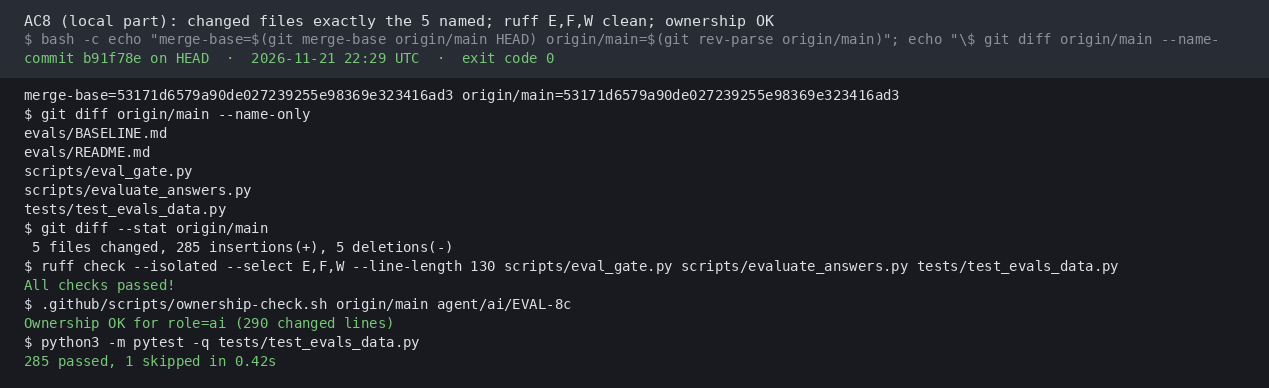 AC8 (local part): changed files exactly the 5 named; ruff E,F,W clean; ownership OK
$ bash -c echo "merge-base=$(git merge-base origin/main HEAD) origin/main=$(git rev-parse origin/main)"; echo "\$ git diff origin/main --name-
commit b91f78e on HEAD · 2026-11-21 22:29 UTC · exit code 0
merge-base=53171d6579a90de027239255e98369e323416ad3 origin/main=53171d6579a90de027239255e98369e323416ad3
$ git diff origin/main --name-only
evals/BASELINE.md
evals/README.md
scripts/eval_gate.py
scripts/evaluate_answers.py
tests/test_evals_data.py
$ git diff --stat origin/main
 5 files changed, 285 insertions(+), 5 deletions(-)
$ ruff check --isolated --select E,F,W --line-length 130 scripts/eval_gate.py scripts/evaluate_answers.py tests/test_evals_data.py
All checks passed!
$ .github/scripts/ownership-check.sh origin/main agent/ai/EVAL-8c
Ownership OK for role=ai (290 changed lines)
$ python3 -m pytest -q tests/test_evals_data.py
285 passed, 1 skipped in 0.42s